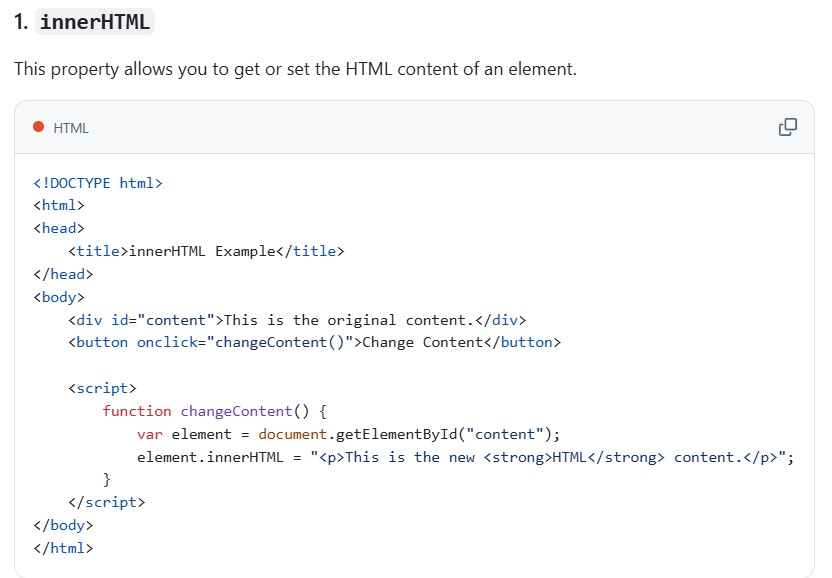 1. innerHTML
This property allows you to get or set the HTML content of an element.
HTML
<!DOCTYPE html>
<html>
<head>
    <title>innerHTML Example</title>
</head>
<body>
    <div id="content">This is the original content.</div>
    <button onclick="changeContent()">Change Content</button>

    <script>
        function changeContent() {
            var element = document.getElementById("content");
            element.innerHTML = "<p>This is the new <strong>HTML</strong> content.</p>";
        }
    </script>
</body>
</html>